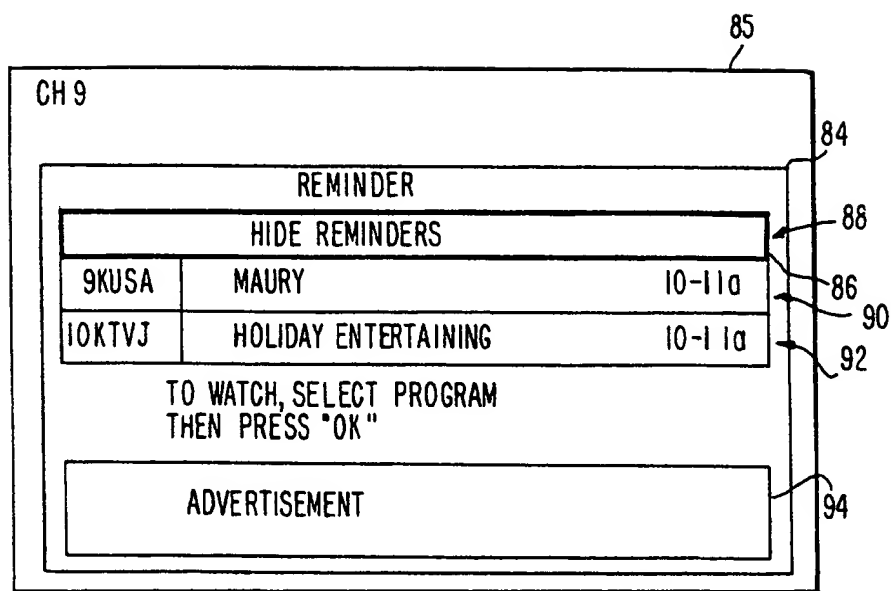 85
CH 9
84
REMINDER
HIDE REMINDERS
88
86
9KUSA MAURY 10-11a
90
10KTVJ HOLIDAY ENTERTAINING 10-11a
92
TO WATCH, SELECT PROGRAM
THEN PRESS "OK"
ADVERTISEMENT
94